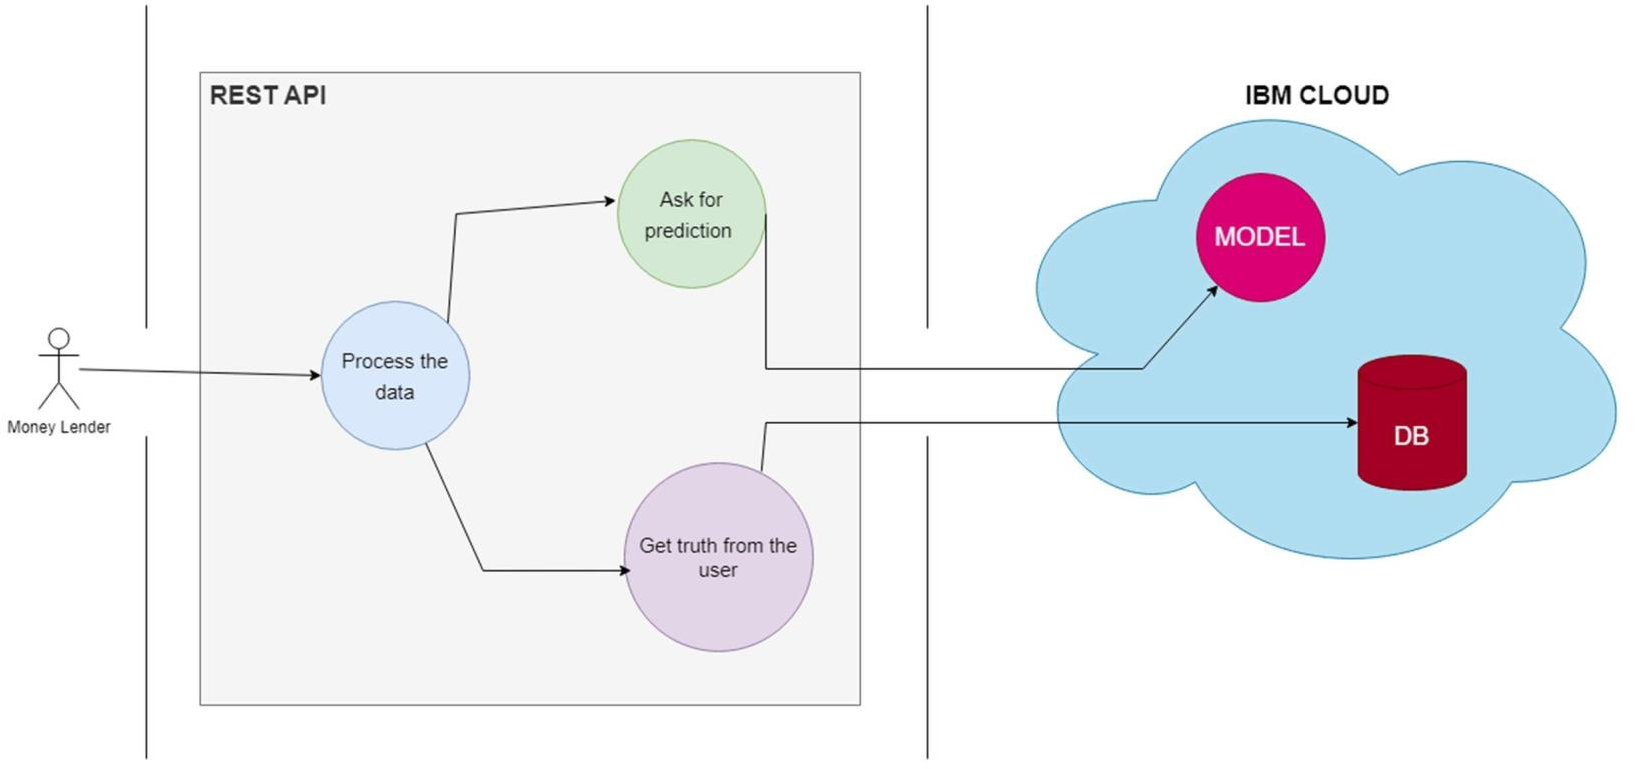 REST API
IBM CLOUD
Ask for
prediction
MODEL
Process the
data
Money Lender
DB
Get truth from the
user